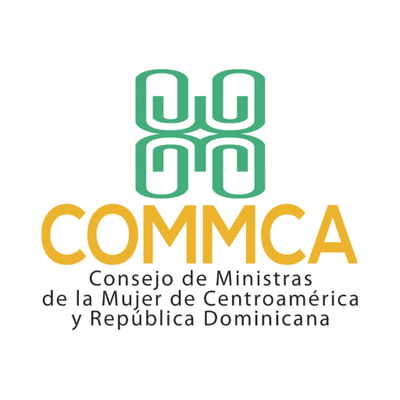 COMMCA
Consejo de Ministras
de la Mujer de Centroamérica
y República Dominicana